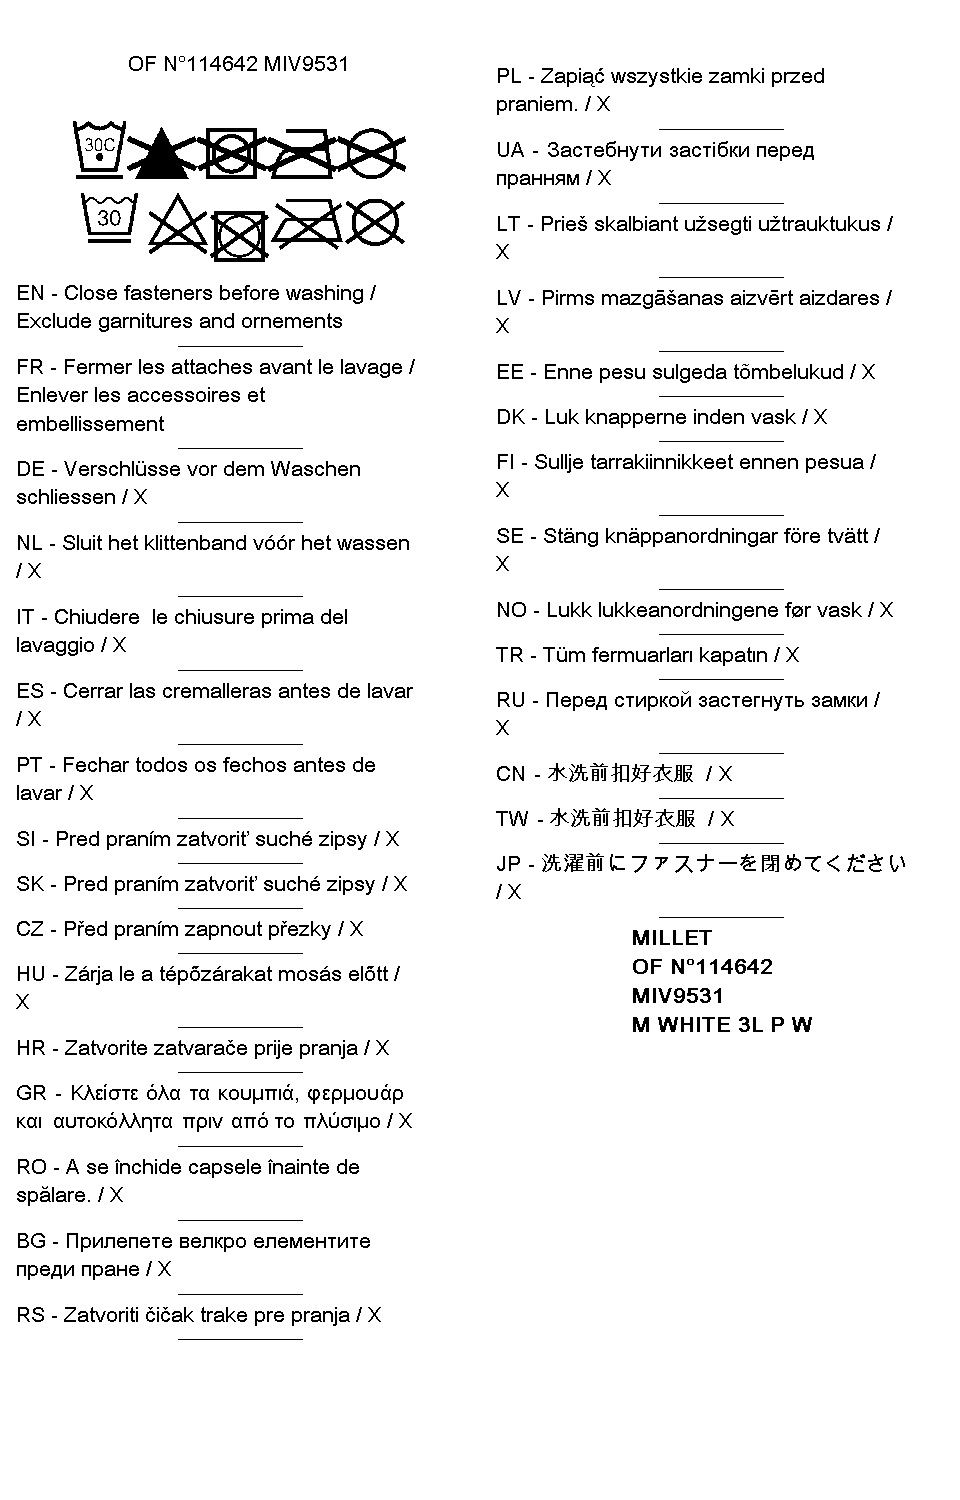 OF N°114642 MIV9531
30C
30
EN - Close fasteners before washing /
Exclude garnitures and ornements
FR - Fermer les attaches avant le lavage /
Enlever les accessoires et
embellissement
DE - Verschlüsse vor dem Waschen
schliessen / X
NL - Sluit het klittenband vóór het wassen
/ X
IT - Chiudere  le chiusure prima del
lavaggio / X
ES - Cerrar las cremalleras antes de lavar
/ X
PT - Fechar todos os fechos antes de
lavar / X
SI - Pred praním zatvoriť suché zipsy / X
SK - Pred praním zatvoriť suché zipsy / X
CZ - Před praním zapnout přezky / X
HU - Zárja le a tépőzárakat mosás előtt /
X
HR - Zatvorite zatvarače prije pranja / X
GR - Κλείστε όλα τα κουμπιά, φερμουάρ
και  αυτοκόλλητα πριν από το πλύσιμο / X
RO - A se închide capsele înainte de
spălare. / X
BG - Прилепете велкро елементите
преди пране / X
RS - Zatvoriti čičak trake pre pranja / X
PL - Zapiąć wszystkie zamki przed
praniem. / X
UA - Застебнути застібки перед
пранням / X
LT - Prieš skalbiant užsegti užtrauktukus /
X
LV - Pirms mazgāšanas aizvērt aizdares /
X
EE - Enne pesu sulgeda tõmbelukud / X
DK - Luk knapperne inden vask / X
FI - Sullje tarrakiinnikkeet ennen pesua /
X
SE - Stäng knäppanordningar före tvätt /
X
NO - Lukk lukkeanordningene før vask / X
TR - Tüm fermuarları kapatın / X
RU - Перед стиркой застегнуть замки /
X
CN - 水洗前扣好衣服  / X
TW - 水洗前扣好衣服  / X
JP - 洗濯前にファスナーを閉めてください
/ X
MILLET
OF N°114642
MIV9531
M WHITE 3L P W